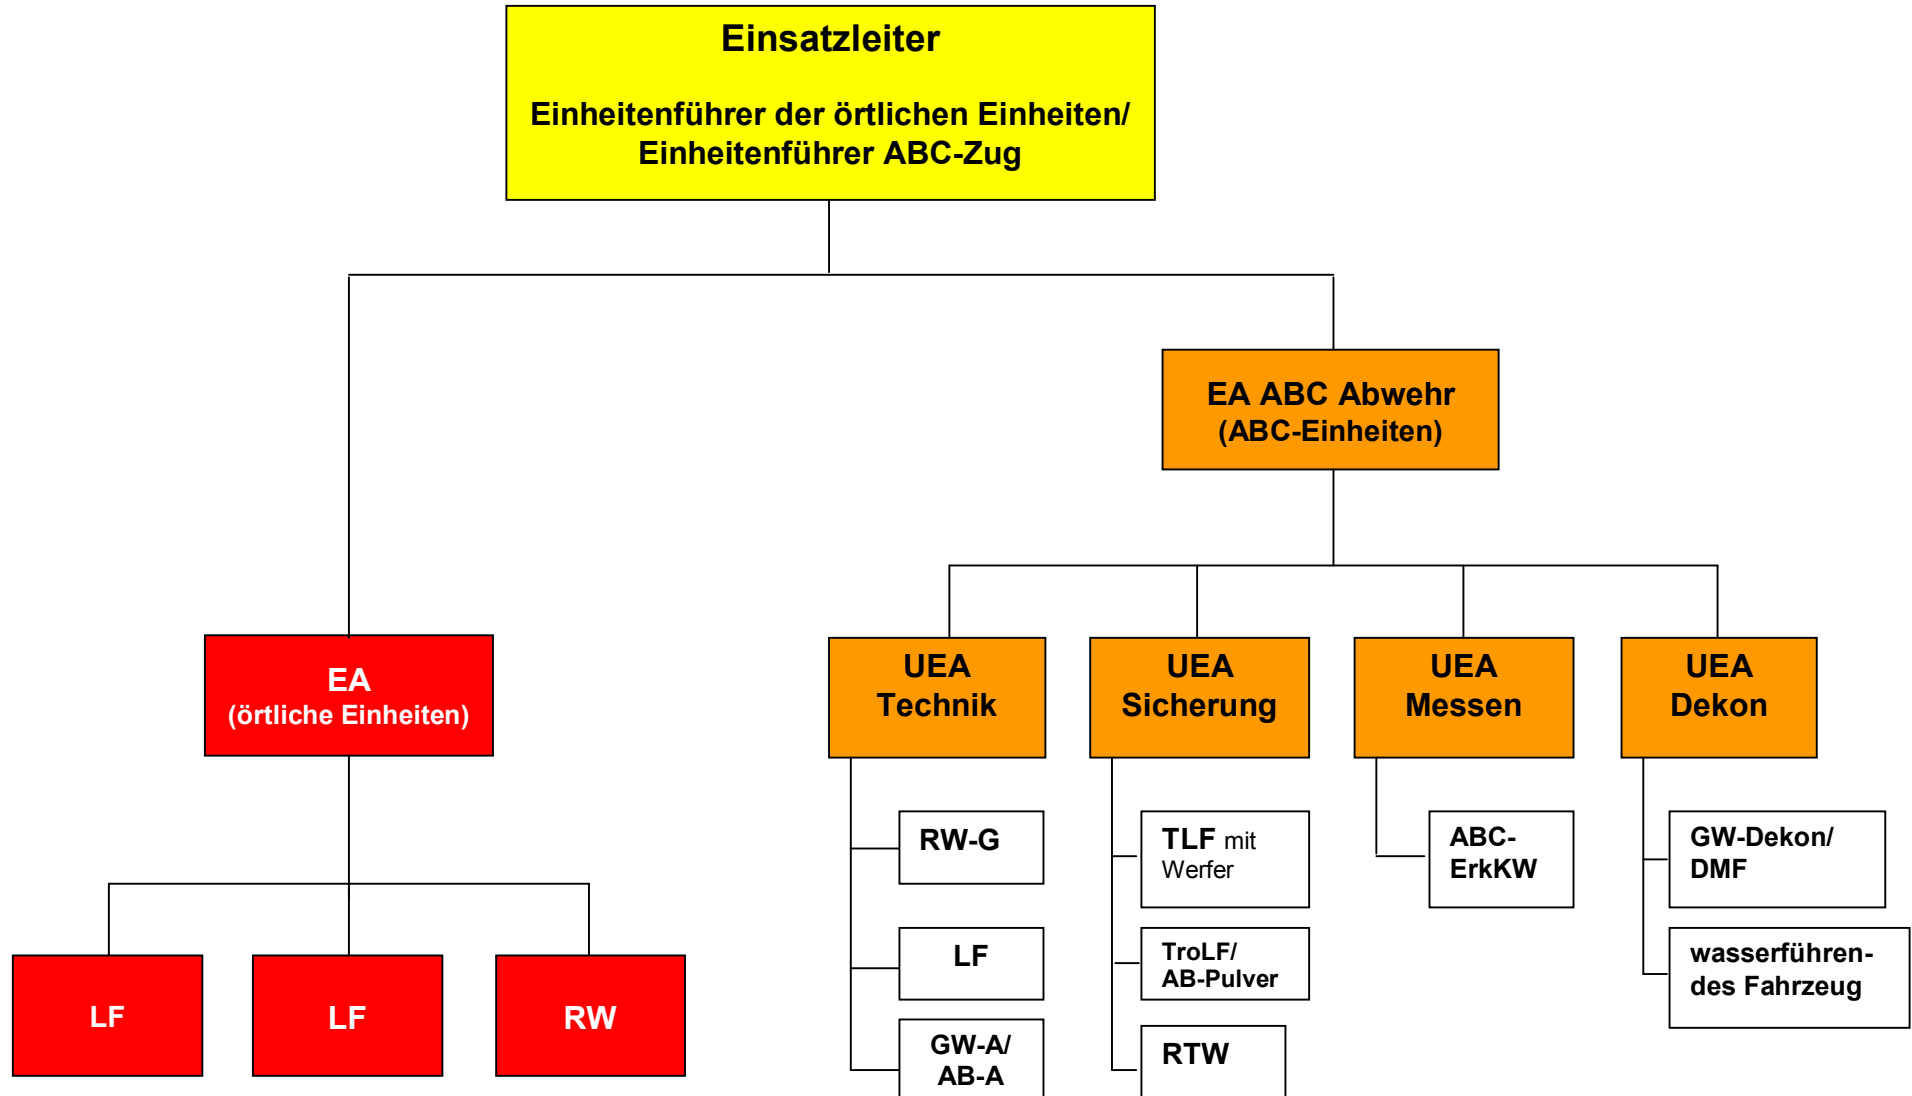 Einsatzleiter
Einheitenführer der örtlichen Einheiten/
Einheitenführer ABC-Zug
EA ABC Abwehr
(ABC-Einheiten)
EA
(örtliche Einheiten)
UEA
Technik
UEA
Sicherung
UEA
Messen
UEA
Dekon
RW-G
TLF mit
Werfer
ABC-
ErkKW
GW-Dekon/
DMF
LF
TroLF/
AB-Pulver
wasserführen-
des Fahrzeug
LF
LF
RW
GW-A/
AB-A
RTW